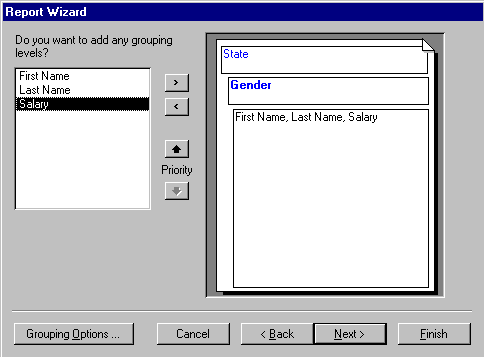 Report Wizard
Do you want to add any grouping
levels?
First Name
Last Name
Salary
>
<
Priority
State
Gender
First Name, Last Name, Salary
Grouping Options ...
Cancel
< Back
Next >
Finish